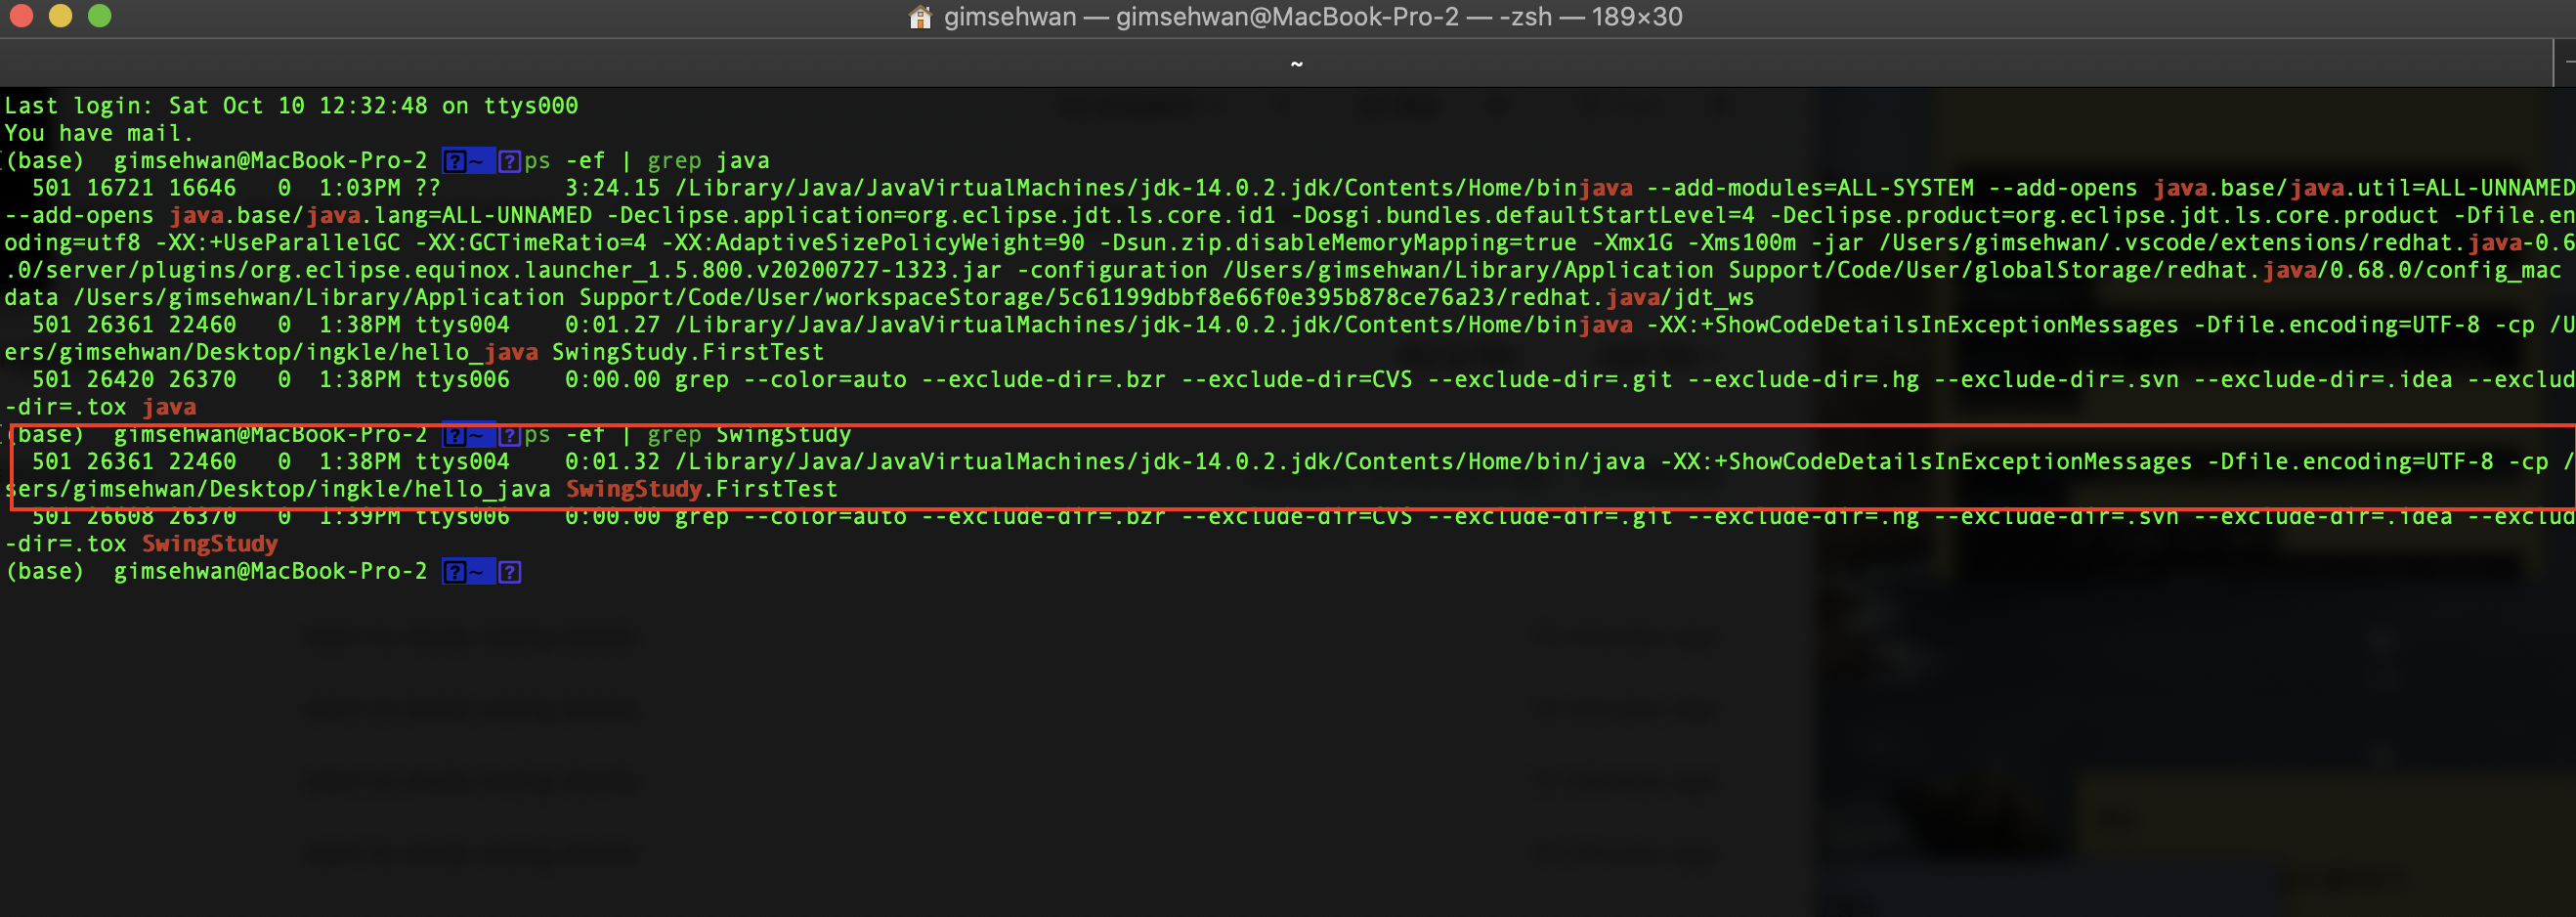 gimsehwan — gimsehwan@MacBook-Pro-2 — -zsh — 189×30
~
Last login: Sat Oct 10 12:32:48 on ttys000
You have mail.
(base)  gimsehwan@MacBook-Pro-2 ~ ps -ef | grep java
501 16721 16646   0  1:03PM ??         3:24.15 /Library/Java/JavaVirtualMachines/jdk-14.0.2.jdk/Contents/Home/binjava --add-modules=ALL-SYSTEM --add-opens java.base/java.util=ALL-UNNAMED
--add-opens java.base/java.lang=ALL-UNNAMED -Declipse.application=org.eclipse.jdt.ls.core.id1 -Dosgi.bundles.defaultStartLevel=4 -Declipse.product=org.eclipse.jdt.ls.core.product -Dfile.en
oding=utf8 -XX:+UseParallelGC -XX:GCTimeRatio=4 -XX:AdaptiveSizePolicyWeight=90 -Dsun.zip.disableMemoryMapping=true -Xmx1G -Xms100m -jar /Users/gimsehwan/.vscode/extensions/redhat.java-0.6
.0/server/plugins/org.eclipse.equinox.launcher_1.5.800.v20200727-1323.jar -configuration /Users/gimsehwan/Library/Application Support/Code/User/globalStorage/redhat.java/0.68.0/config_mac
data /Users/gimsehwan/Library/Application Support/Code/User/workspaceStorage/5c61199dbbf8e66f0e395b878ce76a23/redhat.java/jdt_ws
501 26361 22460   0  1:38PM ttys004    0:01.27 /Library/Java/JavaVirtualMachines/jdk-14.0.2.jdk/Contents/Home/binjava -XX:+ShowCodeDetailsInExceptionMessages -Dfile.encoding=UTF-8 -cp /U
ers/gimsehwan/Desktop/ingkle/hello_java SwingStudy.FirstTest
501 26420 26370   0  1:38PM ttys006    0:00.00 grep --color=auto --exclude-dir=.bzr --exclude-dir=CVS --exclude-dir=.git --exclude-dir=.hg --exclude-dir=.svn --exclude-dir=.idea --exclud
-dir=.tox java
(base)  gimsehwan@MacBook-Pro-2 ~ ps -ef | grep SwingStudy
501 26361 22460   0  1:38PM ttys004    0:01.32 /Library/Java/JavaVirtualMachines/jdk-14.0.2.jdk/Contents/Home/bin/java -XX:+ShowCodeDetailsInExceptionMessages -Dfile.encoding=UTF-8 -cp /
sers/gimsehwan/Desktop/ingkle/hello_java SwingStudy.FirstTest
501 26608 26370   0  1:39PM ttys006    0:00.00 grep --color=auto --exclude-dir=.bzr --exclude-dir=CVS --exclude-dir=.git --exclude-dir=.hg --exclude-dir=.svn --exclude-dir=.idea --exclud
-dir=.tox SwingStudy
(base)  gimsehwan@MacBook-Pro-2 ~